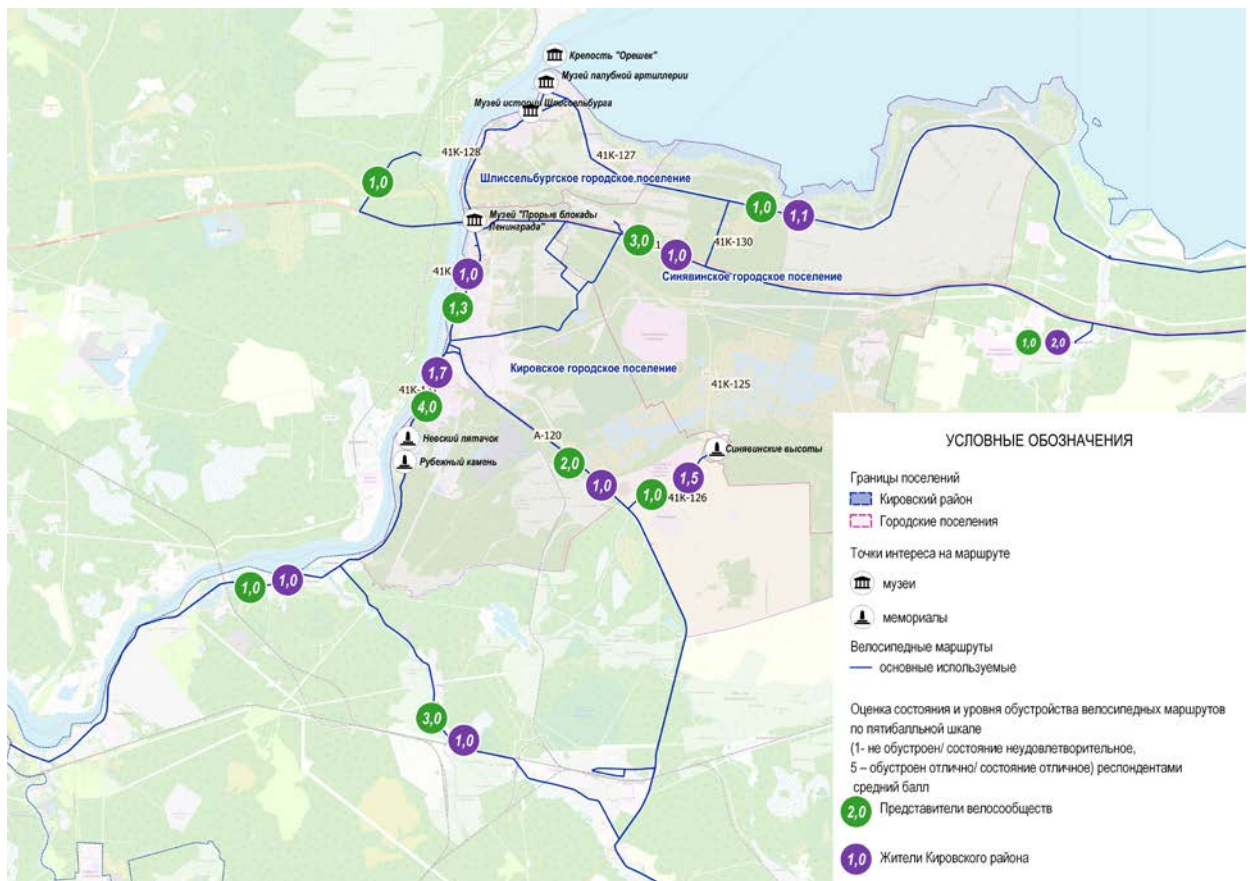 Крепость "Орешек"
Музей палубной артиллерии
Музей истории Шлиссельбурга
41К-128
41К-127
Шлиссельбургское городское поселение
1,0
1,0
1,1
Музей "Прорыв блокады
Ленинграда"
3,0
1,0
41К-130
41К
1,0
Синявинское городское поселение
1,3
1,0
2,0
1,7
Кировское городское поселение
41К-125
4,0
Невский пятачок
А-120
Синявинские высоты
Рубежный камень
2,0
1,0
1,0
1,5
41К-126
1,0
1,0
3,0
1,0
УСЛОВНЫЕ ОБОЗНАЧЕНИЯ
Границы поселений
Кировский район
Городские поселения
Точки интереса на маршруте
музеи
мемориалы
Велосипедные маршруты
основные используемые
Оценка состояния и уровня обустройства велосипедных маршрутов
по пятибалльной шкале
(1- не обустроен/ состояние неудовлетворительное,
5 – обустроен отлично/ состояние отличное) респондентами
средний балл
2,0 Представители велосообществ
1,0 Жители Кировского района